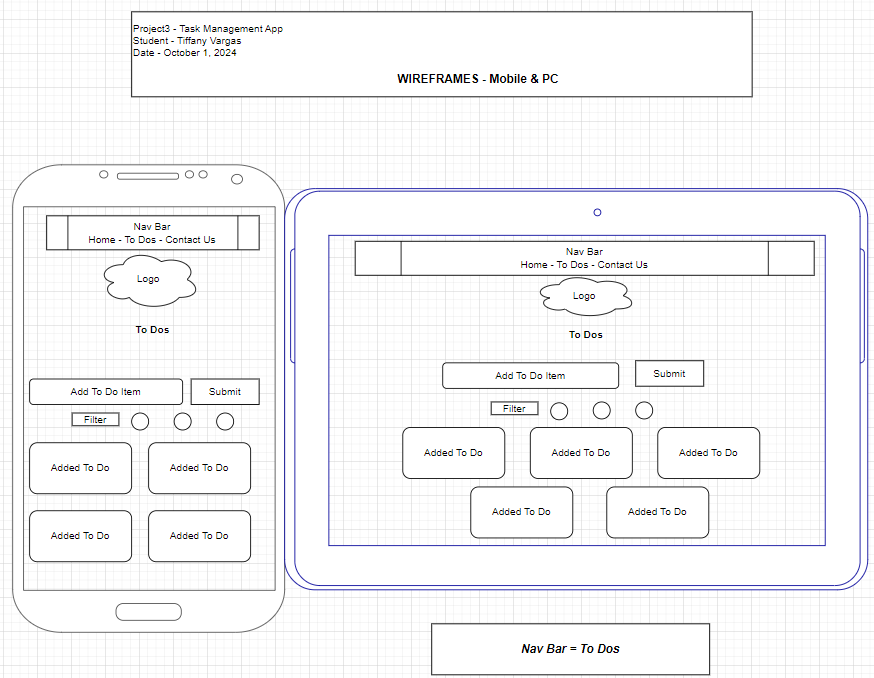 Project3 - Task Management App
Student - Tiffany Vargas
Date - October 1, 2024
WIREFRAMES - Mobile & PC
Nav Bar
Home - To Dos - Contact Us
Logo
To Dos
Add To Do Item
Submit
Filter
Added To Do
Added To Do
Added To Do
Added To Do
Nav Bar
Home - To Dos - Contact Us
Logo
To Dos
Add To Do Item
Submit
Filter
Added To Do
Added To Do
Added To Do
Added To Do
Added To Do
Nav Bar = To Dos